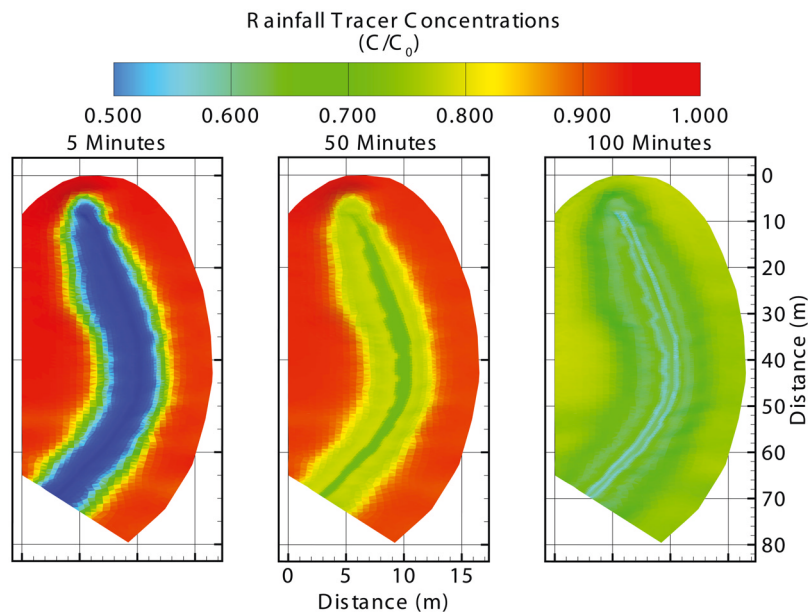 Rainfall Tracer Concentrations
(C/C0)
0.500 0.600 0.700 0.800 0.900 1.000
5 Minutes 50 Minutes 100 Minutes
0
10
20
30
40
50
60
70
80
Distance (m)
0 5 10 15
Distance (m)